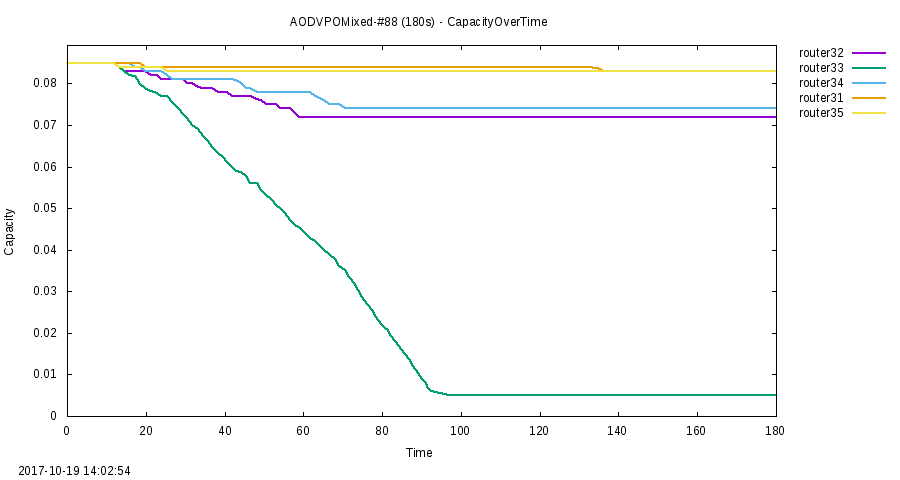 AODVPOMixed-#88 (180s) - CapacityOverTime
router32
router33
router34
router31
router35
Capacity
0.08
0.07
0.06
0.05
0.04
0.03
0.02
0.01
0
0 20 40 60 80 100 120 140 160 180
Time
2017-10-19 14:02:54